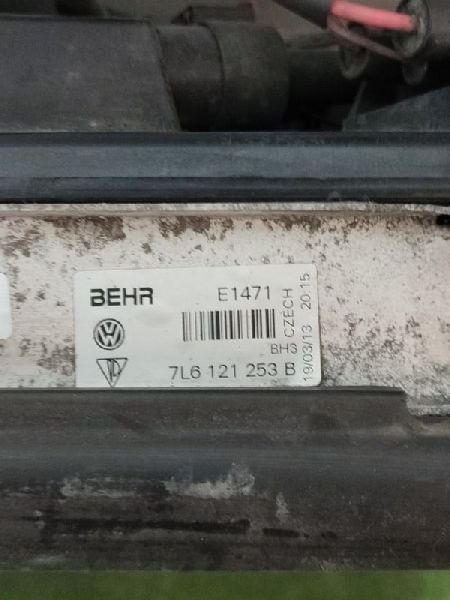 BEHR E1471
BH3
CZECH
19/03/13 20:15
7L6 121 253 B